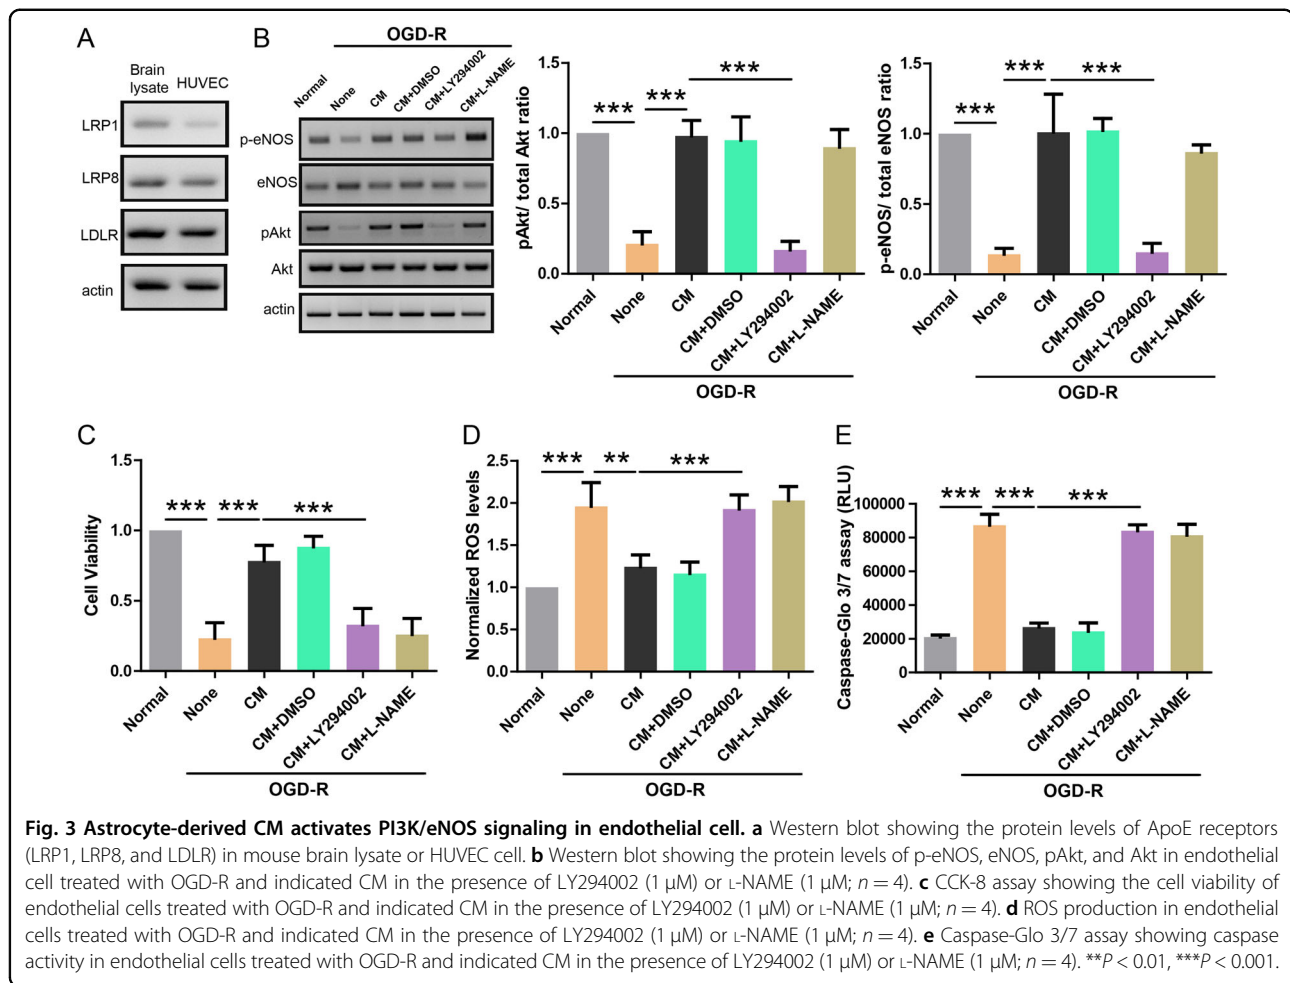 A
Brain
lysate
HUVEC
LRP1
LRP8
LDLR
actin
B
OGD-R
Normal
None
CM
CM+DMSO
CM+LY294002
CM+L-NAME
p-eNOS
eNOS
pAkt
Akt
actin
pAkt/ total Akt ratio
1.5
1.0
0.5
0.0
***
***
***
Normal
None
CM
CM+DMSO
CM+LY294002
CM+L-NAME
OGD-R
p-eNOS/ total eNOS ratio
1.5
1.0
0.5
0.0
***
***
***
Normal
None
CM
CM+DMSO
CM+LY294002
CM+L-NAME
OGD-R
C
Cell Viability
1.5
1.0
0.5
0.0
***
***
***
Normal
None
CM
CM+DMSO
CM+LY294002
CM+L-NAME
OGD-R
D
Normalized ROS levels
2.5
2.0
1.5
1.0
0.5
0.0
***
**
***
Normal
None
CM
CM+DMSO
CM+LY294002
CM+L-NAME
OGD-R
E
Caspase-Glo 3/7 assay (RLU)
100000
80000
60000
40000
20000
0
***
***
***
Normal
None
CM
CM+DMSO
CM+LY294002
CM+L-NAME
OGD-R
Fig. 3 Astrocyte-derived CM activates PI3K/eNOS signaling in endothelial cell. a Western blot showing the protein levels of ApoE receptors
(LRP1, LRP8, and LDLR) in mouse brain lysate or HUVEC cell. b Western blot showing the protein levels of p-eNOS, eNOS, pAkt, and Akt in endothelial
cell treated with OGD-R and indicated CM in the presence of LY294002 (1 μM) or L-NAME (1 μM; n = 4). c CCK-8 assay showing the cell viability of
endothelial cells treated with OGD-R and indicated CM in the presence of LY294002 (1 μM) or L-NAME (1 μM; n = 4). d ROS production in endothelial
cells treated with OGD-R and indicated CM in the presence of LY294002 (1 μM) or L-NAME (1 μM; n = 4). e Caspase-Glo 3/7 assay showing caspase
activity in endothelial cells treated with OGD-R and indicated CM in the presence of LY294002 (1 μM) or L-NAME (1 μM; n = 4). **P < 0.01, ***P < 0.001.